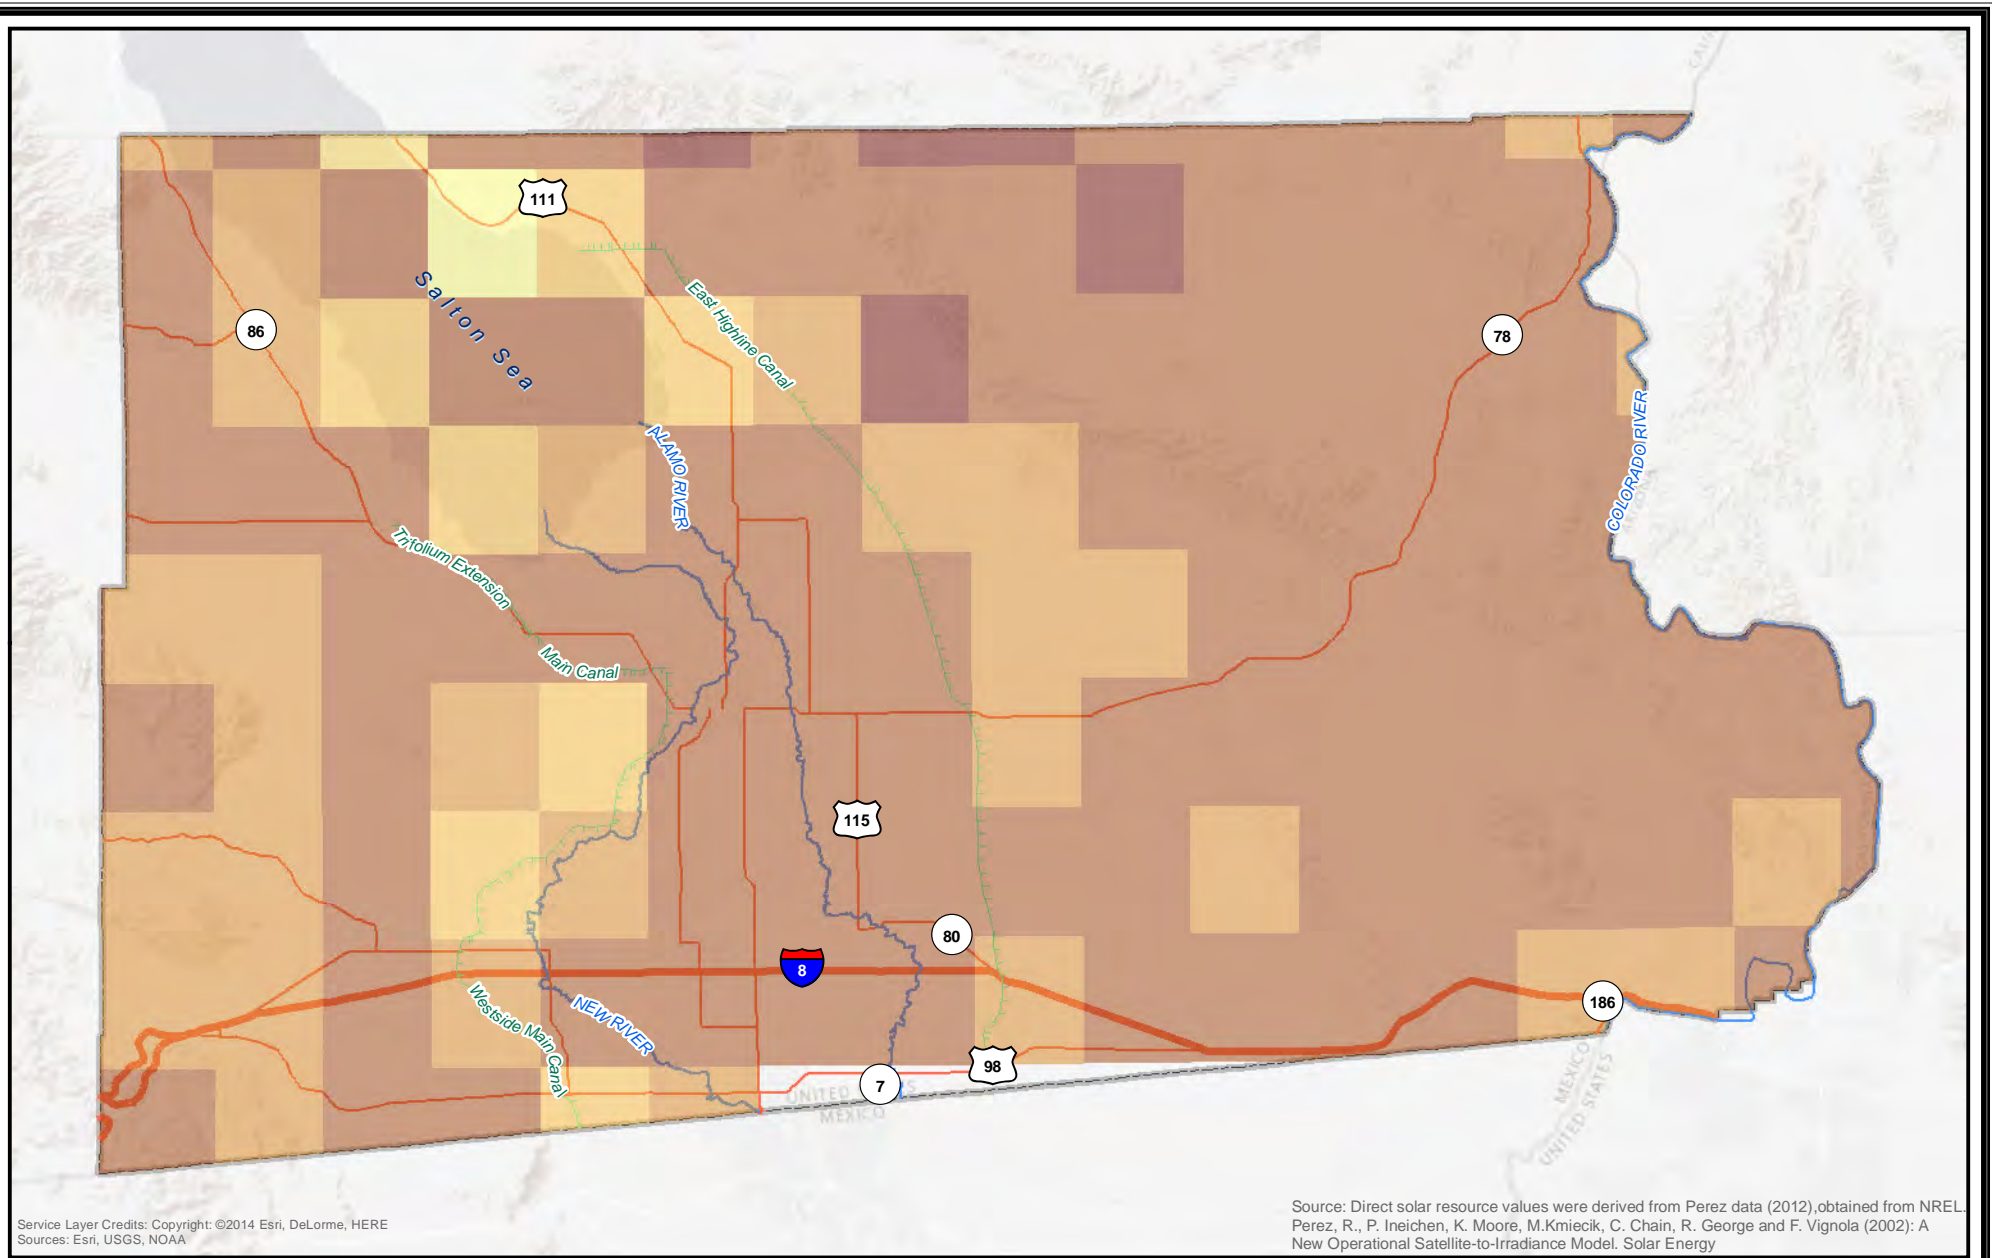 111
Salton Sea
East Highline Canal
86
78
ALAMO RIVER
COLORADO RIVER
Trifolium Extension
Main Canal
115
80
8
Westside Main Canal
NEW RIVER
186
98
7
UNITED
MEXICO
MEXICO
UNITED STATES
Service Layer Credits: Copyright: ©2014 Esri, DeLorme, HERE
Sources: Esri, USGS, NOAA
Source: Direct solar resource values were derived from Perez data (2012),obtained from NREL.
Perez, R., P. Ineichen, K. Moore, M.Kmiecik, C. Chain, R. George and F. Vignola (2002): A
New Operational Satellite-to-Irradiance Model. Solar Energy